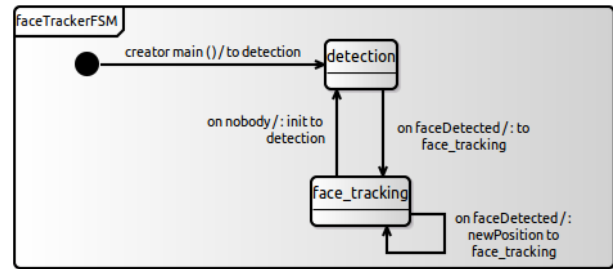 faceTrackerFSM
creator main ()/ to detection
detection
on nobody/: init to
detection
on faceDetected/: to
face_tracking
face_tracking
on faceDetected/:
newPosition to
face_tracking